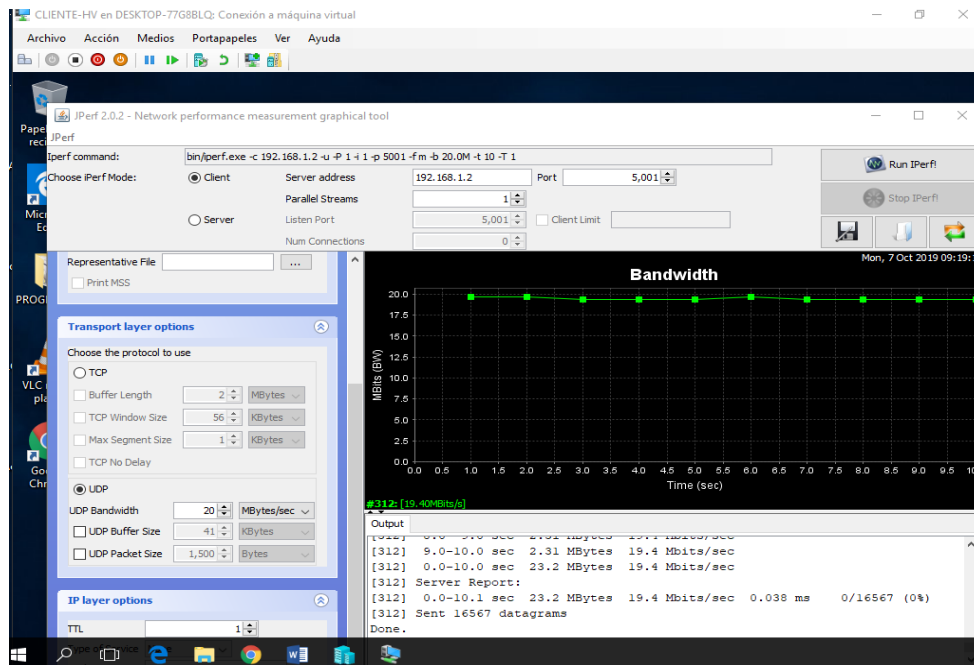 CLIENTE-HV en DESKTOP-77G8BLQ: Conexión a máquina virtual
Archivo Acción Medios Portapapeles Ver Ayuda
JPerf 2.0.2 - Network performance measurement graphical tool
JPerf
Iperf command: bin/iperf.exe -c 192.168.1.2 -u -P 1 -i 1 -p 5001 -f m -b 20.0M -t 10 -T 1
Run IPerf!
Choose iPerf Mode: Client Server address 192.168.1.2 Port 5,001
Stop IPerf!
Parallel Streams 1
Server Listen Port 5,001 Client Limit
Num Connections 0
Representative File ...
Print MSS
Transport layer options
Choose the protocol to use
TCP
Buffer Length 2 MBytes
TCP Window Size 56 KBytes
Max Segment Size 1 KBytes
TCP No Delay
UDP
UDP Bandwidth 20 MBytes/sec
UDP Buffer Size 41 KBytes
UDP Packet Size 1,500 Bytes
IP layer options
TTL 1
Mon, 7 Oct 2019 09:19:
Bandwidth
MBits (BW)
20.0
17.5
15.0
12.5
10.0
7.5
5.0
2.5
0.0
0.0 0.5 1.0 1.5 2.0 2.5 3.0 3.5 4.0 4.5 5.0 5.5 6.0 6.5 7.0 7.5 8.0 8.5 9.0 9.5 10
Time (sec)
#312: [19.40MBits/s]
Output
[312] 9.0-10.0 sec 2.31 MBytes 19.4 Mbits/sec
[312] 0.0-10.0 sec 23.2 MBytes 19.4 Mbits/sec
[312] Server Report:
[312] 0.0-10.1 sec 23.2 MBytes 19.4 Mbits/sec 0.038 ms 0/16567 (0%)
[312] Sent 16567 datagrams
Done.